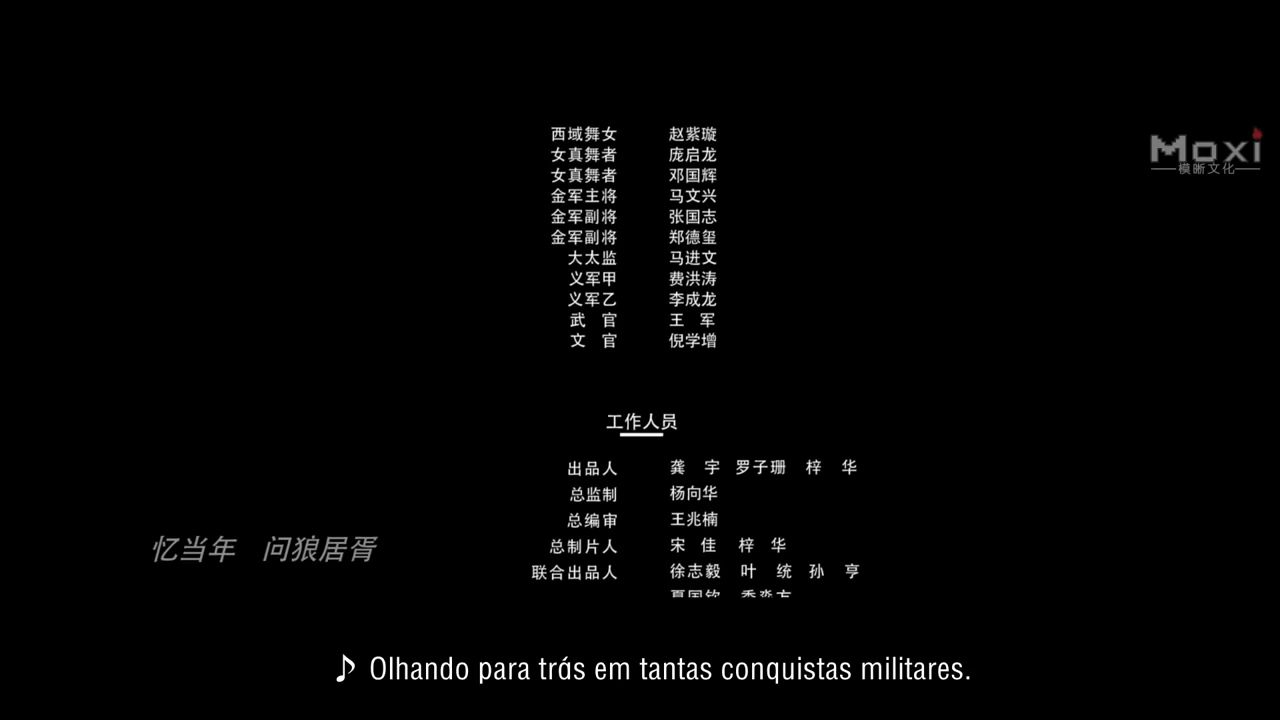 西域舞女 赵紫璇
女真舞者 庞启龙
女真舞者 邓国辉
金军主将 马文兴
金军副将 张国志
金军副将 郑德玺
大太监 马进文
义军甲 费洪涛
义军乙 李成龙
武 官 王 军
文 官 倪学增
Moxi
模晰文化
工作人员
出品人 龚 宇 罗子珊 梓 华
总监制 杨向华
总编审 王兆楠
总制片人 宋 佳 梓 华
联合出品人 徐志毅 叶 统 孙 亨
忆当年 问狼居胥
♪ Olhando para trás em tantas conquistas militares.